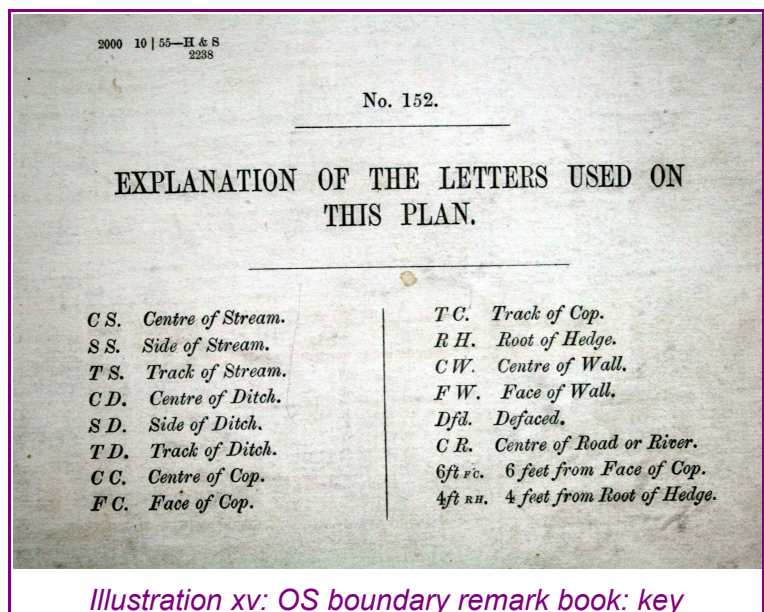 2000 10 | 55—H & S
2238
No. 152.
EXPLANATION OF THE LETTERS USED ON
THIS PLAN.
C S. Centre of Stream.
S S. Side of Stream.
T S. Track of Stream.
C D. Centre of Ditch.
S D. Side of Ditch.
T D. Track of Ditch.
C C. Centre of Cop.
F C. Face of Cop.
T C. Track of Cop.
R H. Root of Hedge.
C W. Centre of Wall.
F W. Face of Wall.
Dfd. Defaced.
C R. Centre of Road or River.
6ft FC. 6 feet from Face of Cop.
4ft RH. 4 feet from Root of Hedge.
Illustration xv: OS boundary remark book: key